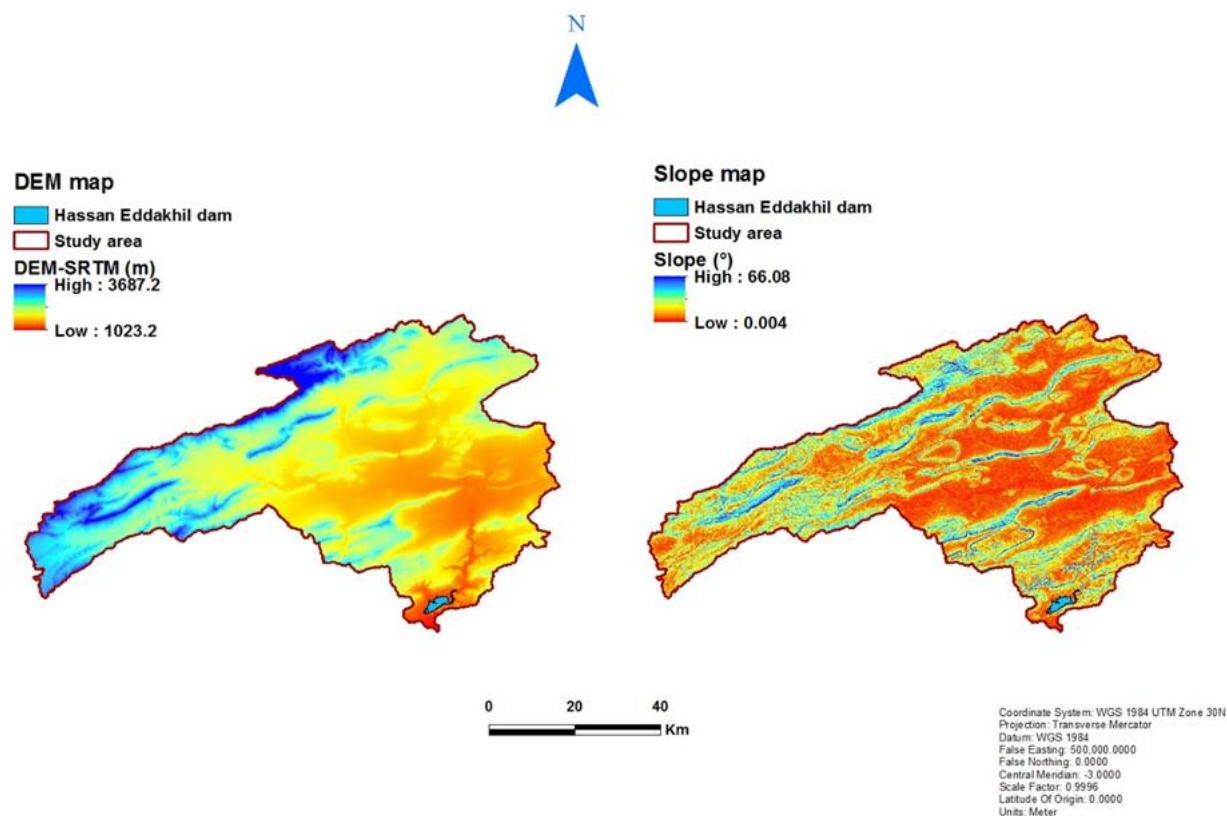 N
DEM map
Hassan Eddakhil dam
Study area
DEM-SRTM (m)
High : 3687.2
Low : 1023.2
Slope map
Hassan Eddakhil dam
Study area
Slope (°)
High : 66.08
Low : 0.004
0 20 40
Km
Coordinate System: WGS 1984 UTM Zone 30N
Projection: Transverse Mercator
Datum: WGS 1984
False Easting: 500,000.0000
False Northing: 0.0000
Central Meridian: -3.0000
Scale Factor: 0.9996
Latitude Of Origin: 0.0000
Units: Meter